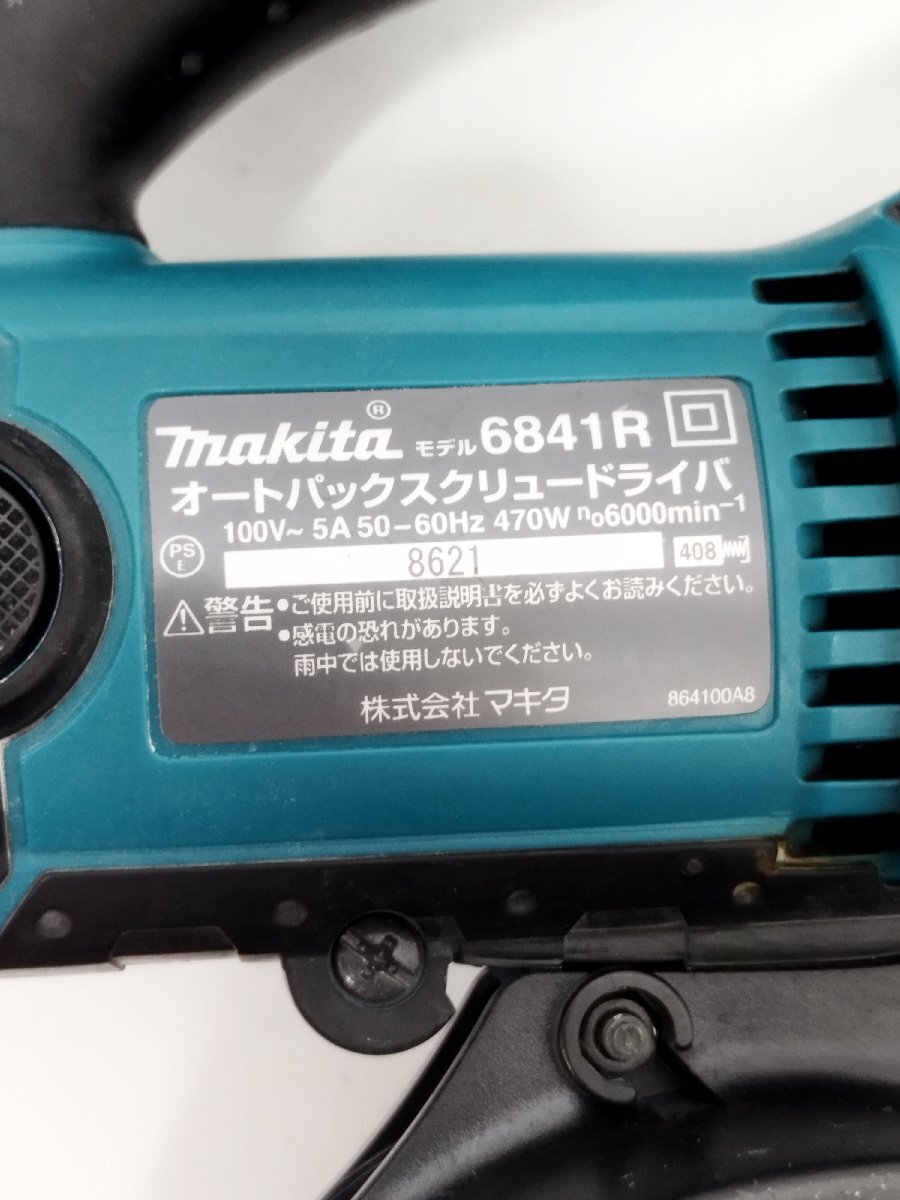 makita® モデル 6841R
オートパックスクリュードライバ
100V~ 5A 50-60Hz 470W n₀6000min⁻¹
PS E 8621 408
警告 •ご使用前に取扱説明書を必ずよくお読みください。
•感電の恐れがあります。
雨中では使用しないでください。
株式会社 マキタ 864100A8